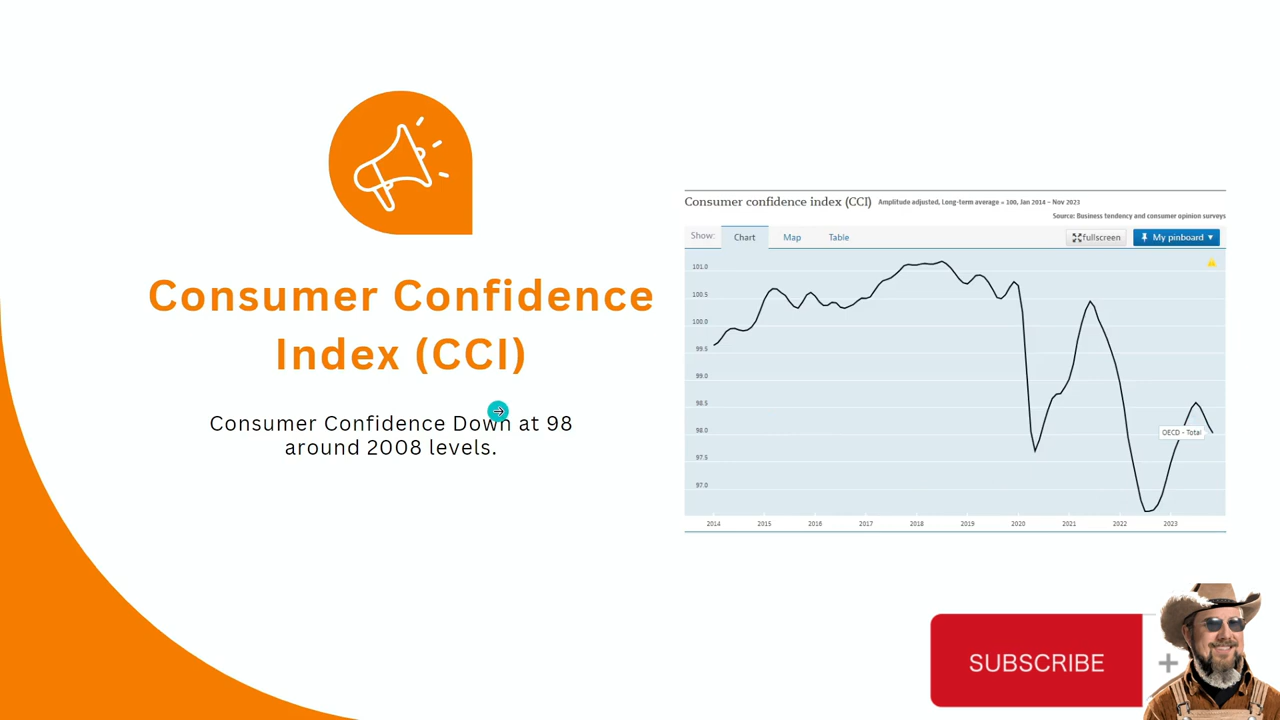 Consumer Confidence
Index (CCI)
Consumer Confidence Down at 98
around 2008 levels.
Consumer confidence index (CCI) Amplitude adjusted, Long-term average = 100, Jan 2014 – Nov 2023
Source: Business tendency and consumer opinion surveys
Show: Chart Map Table fullscreen My pinboard
101.0
100.5
100.0
99.5
99.0
98.5
98.0
97.5
97.0
OECD - Total
2014 2015 2016 2017 2018 2019 2020 2021 2022 2023
SUBSCRIBE